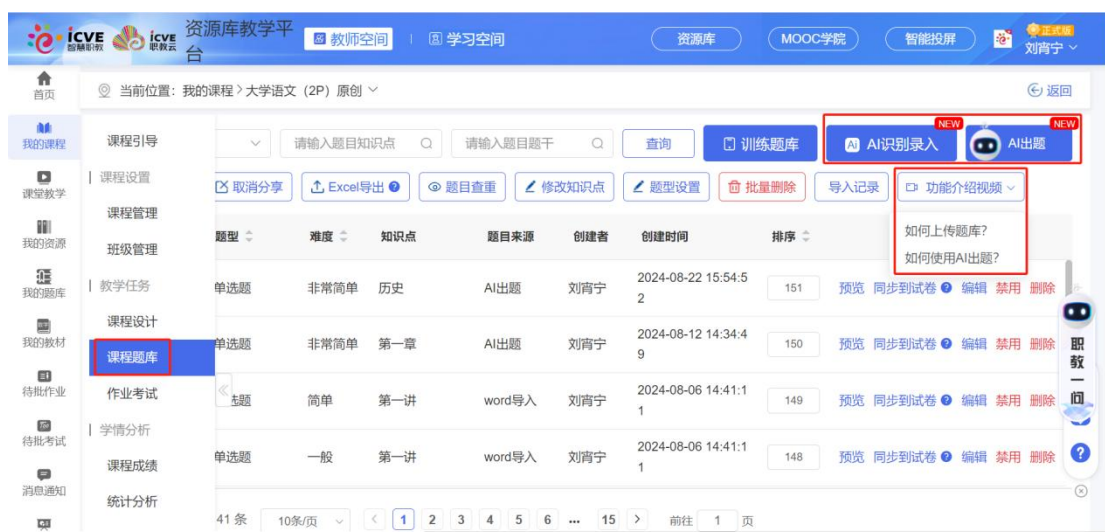 icve 智慧职教 icve 职教云 资源库教学平台 教师空间 学习空间 资源库 MOOC学院 智能投屏 正式版 刘宵宁
首页
当前位置：我的课程 > 大学语文（2P）原创
返回
我的课程
课堂教学
我的资源
我的题库
我的教材
待批作业
待批考试
消息通知
课程引导
课程设置
课程管理
班级管理
教学任务
课程设计
课程题库
作业考试
学情分析
课程成绩
统计分析
请输入题目知识点 请输入题目题干 查询 训练题库 AI识别录入 NEW AI出题 NEW
取消分享 Excel导出 题目查重 修改知识点 题型设置 批量删除 导入记录 功能介绍视频
如何上传题库?
如何使用AI出题?
题型 难度 知识点 题目来源 创建者 创建时间 排序
单选题 非常简单 历史 AI出题 刘宵宁 2024-08-22 15:54:52 151 预览 同步到试卷 编辑 禁用 删除
单选题 非常简单 第一章 AI出题 刘宵宁 2024-08-12 14:34:49 150 预览 同步到试卷 编辑 禁用 删除
选题 简单 第一讲 word导入 刘宵宁 2024-08-06 14:41:11 149 预览 同步到试卷 编辑 禁用 删除
单选题 一般 第一讲 word导入 刘宵宁 2024-08-06 14:41:11 148 预览 同步到试卷 编辑 禁用 删除
41 条 10条/页 1 2 3 4 5 6 ... 15 前往 1 页
职教一问